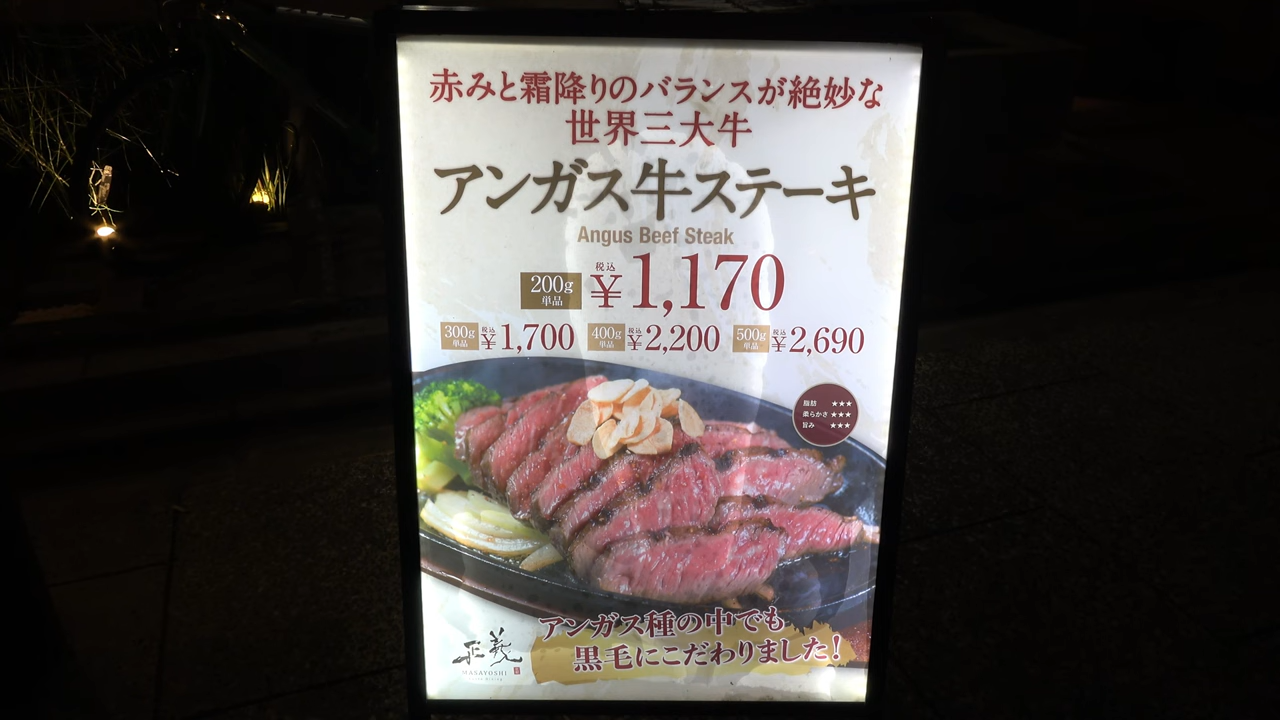 赤みと霜降りのバランスが絶妙な
世界三大牛
アンガス牛ステーキ
Angus Beef Steak
200g 単品 税込 ¥1,170
300g 単品 税込 ¥1,700 400g 単品 税込 ¥2,200 500g 単品 税込 ¥2,690
脂肪 ★★★
柔らかさ ★★★
旨み ★★★
アンガス種の中でも
黒毛にこだわりました!
正義
MASAYOSHI